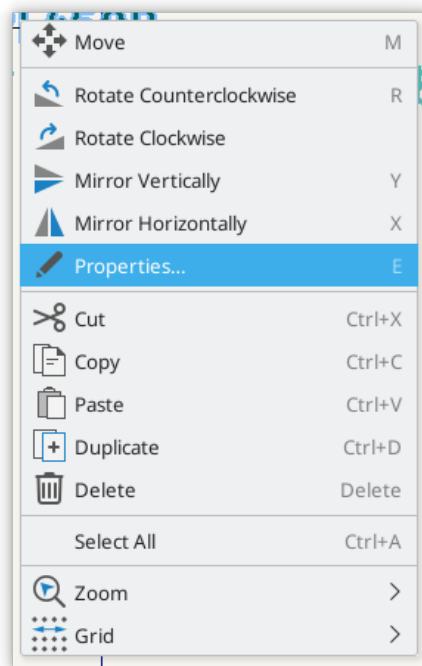 Move M
Rotate Counterclockwise R
Rotate Clockwise
Mirror Vertically Y
Mirror Horizontally X
Properties... E
Cut Ctrl+X
Copy Ctrl+C
Paste Ctrl+V
Duplicate Ctrl+D
Delete Delete
Select All Ctrl+A
Zoom
Grid